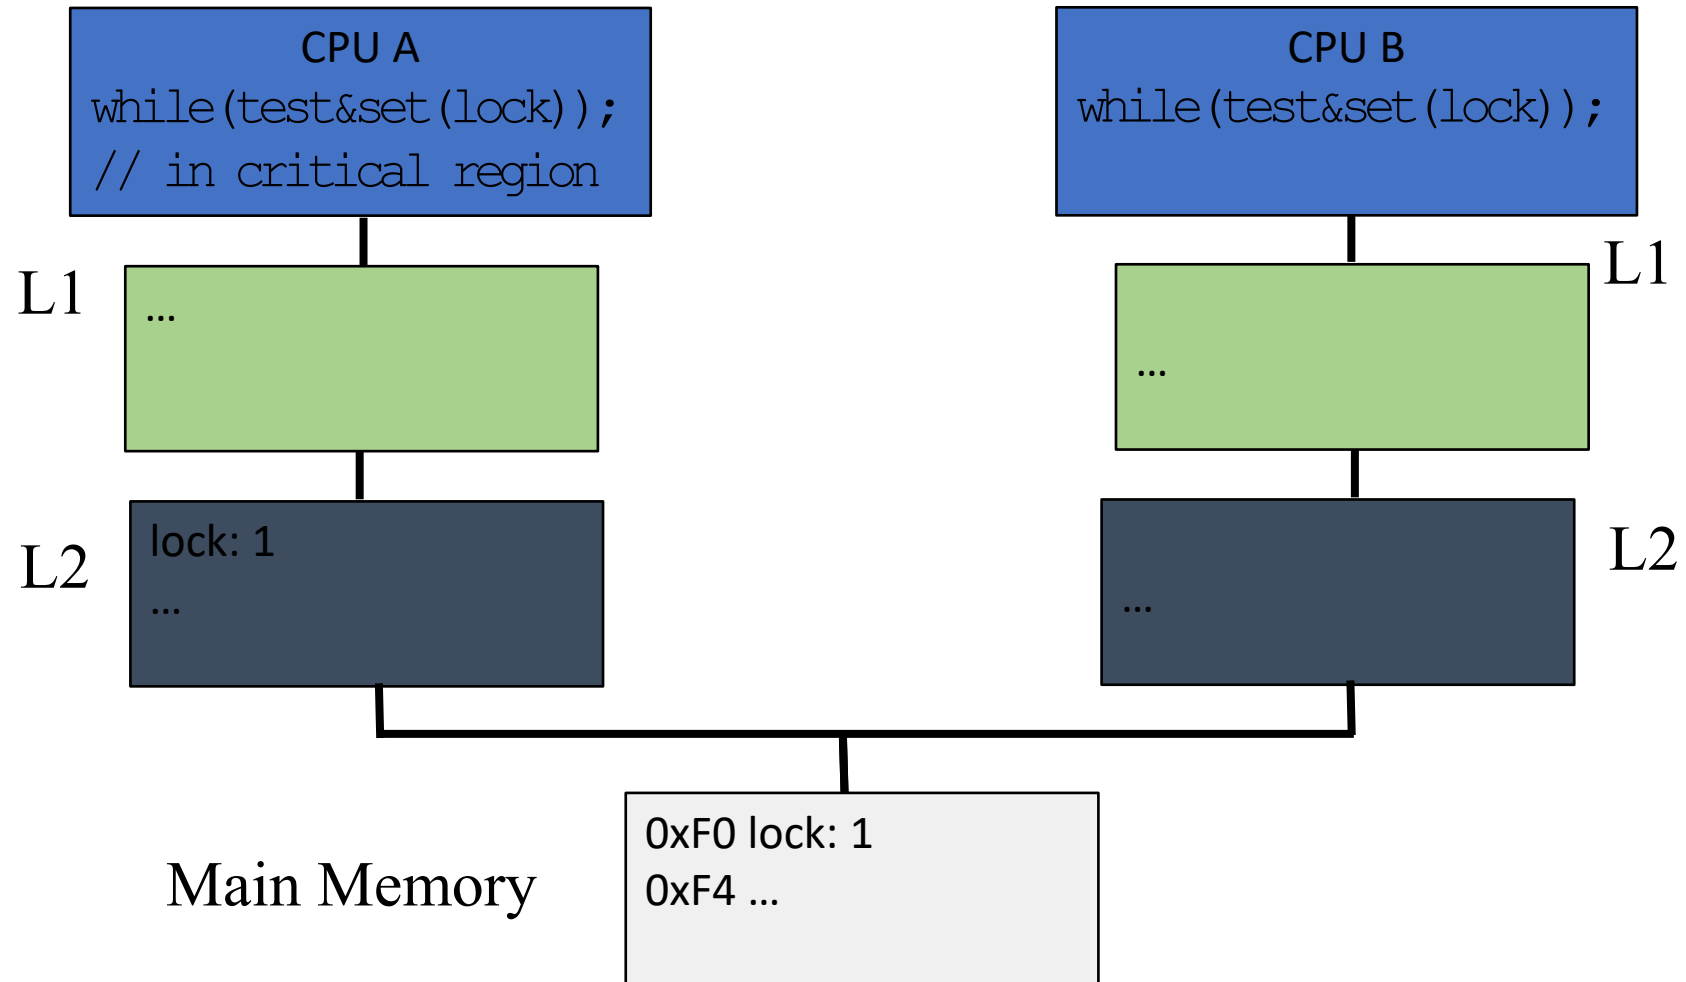 CPU A
while(test&set(lock));
// in critical region
CPU B
while(test&set(lock));
L1
...
L1
...
L2
lock: 1
...
L2
...
Main Memory
0xF0 lock: 1
0xF4 ...